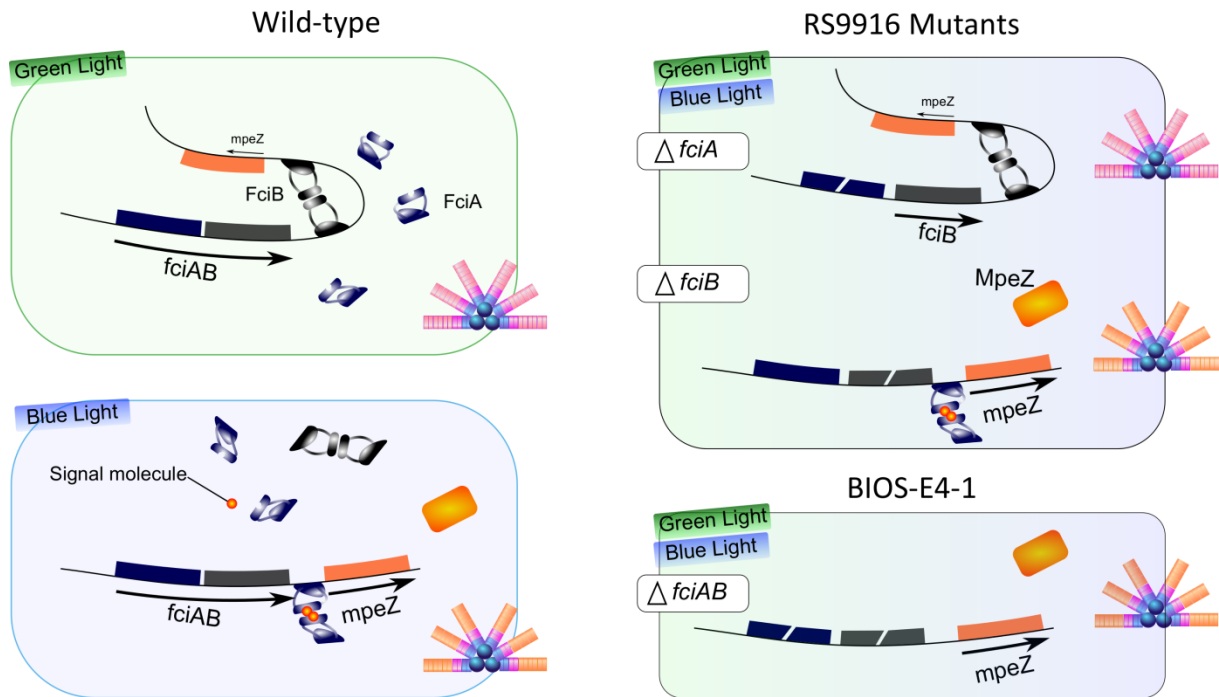 Wild-type
Green Light
mpeZ
FciB
FciA
fciAB
Blue Light
Signal molecule
fciAB
mpeZ
RS9916 Mutants
Green Light
Blue Light
mpeZ
△ fciA
fciB
△ fciB
MpeZ
mpeZ
BIOS-E4-1
Green Light
Blue Light
△ fciAB
mpeZ